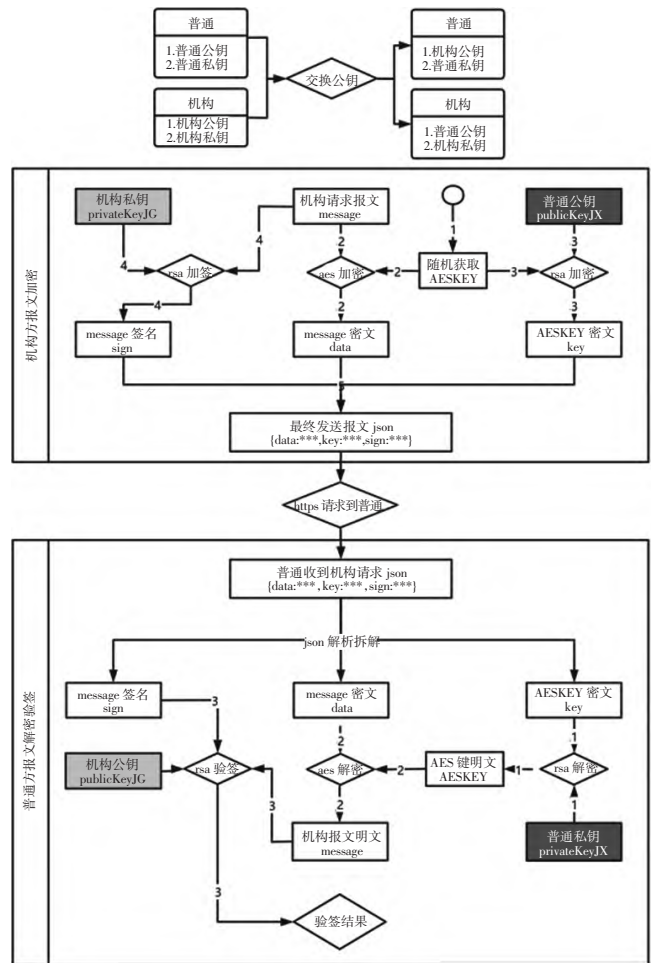 普通
1.普通公钥
2.普通私钥
机构
1.机构公钥
2.机构私钥
交换公钥
普通
1.机构公钥
2.普通私钥
机构
1.普通公钥
2.机构私钥
机构方报文加密
机构私钥
privateKeyJG
机构请求报文
message
普通公钥
publicKeyJX
1
4
4
2
3
rsa 加签
aes 加密
2
随机获取
AESKEY
3
rsa 加密
4
2
3
message 签名
sign
message 密文
data
AESKEY 密文
key
5
最终发送报文 json
{data:***,key:***,sign:***}
https 请求到普通
普通方报文解密验签
普通收到机构请求 json
{data:***,key:***,sign:***}
json 解析拆解
message 签名
sign
message 密文
data
AESKEY 密文
key
3
2
1
机构公钥
publicKeyJG
rsa 验签
aes 解密
2
AES 键明文
AESKEY
1
rsa 解密
3
2
1
机构报文明文
message
普通私钥
privateKeyJX
3
验签结果